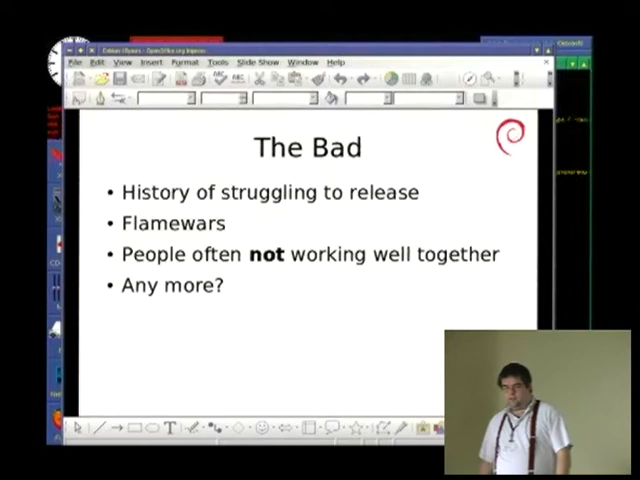 File Edit View Insert Format Tools Slide Show Window Help
The Bad
• History of struggling to release
• Flamewars
• People often not working well together
• Any more?